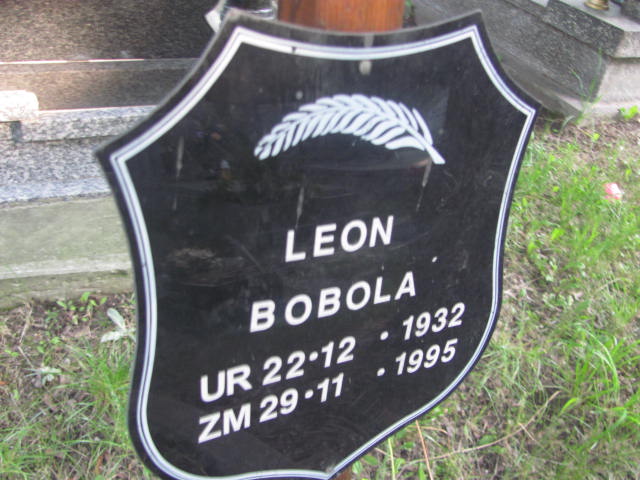 LEON
BOBOLA
UR 22·12 · 1932
ZM 29·11 · 1995